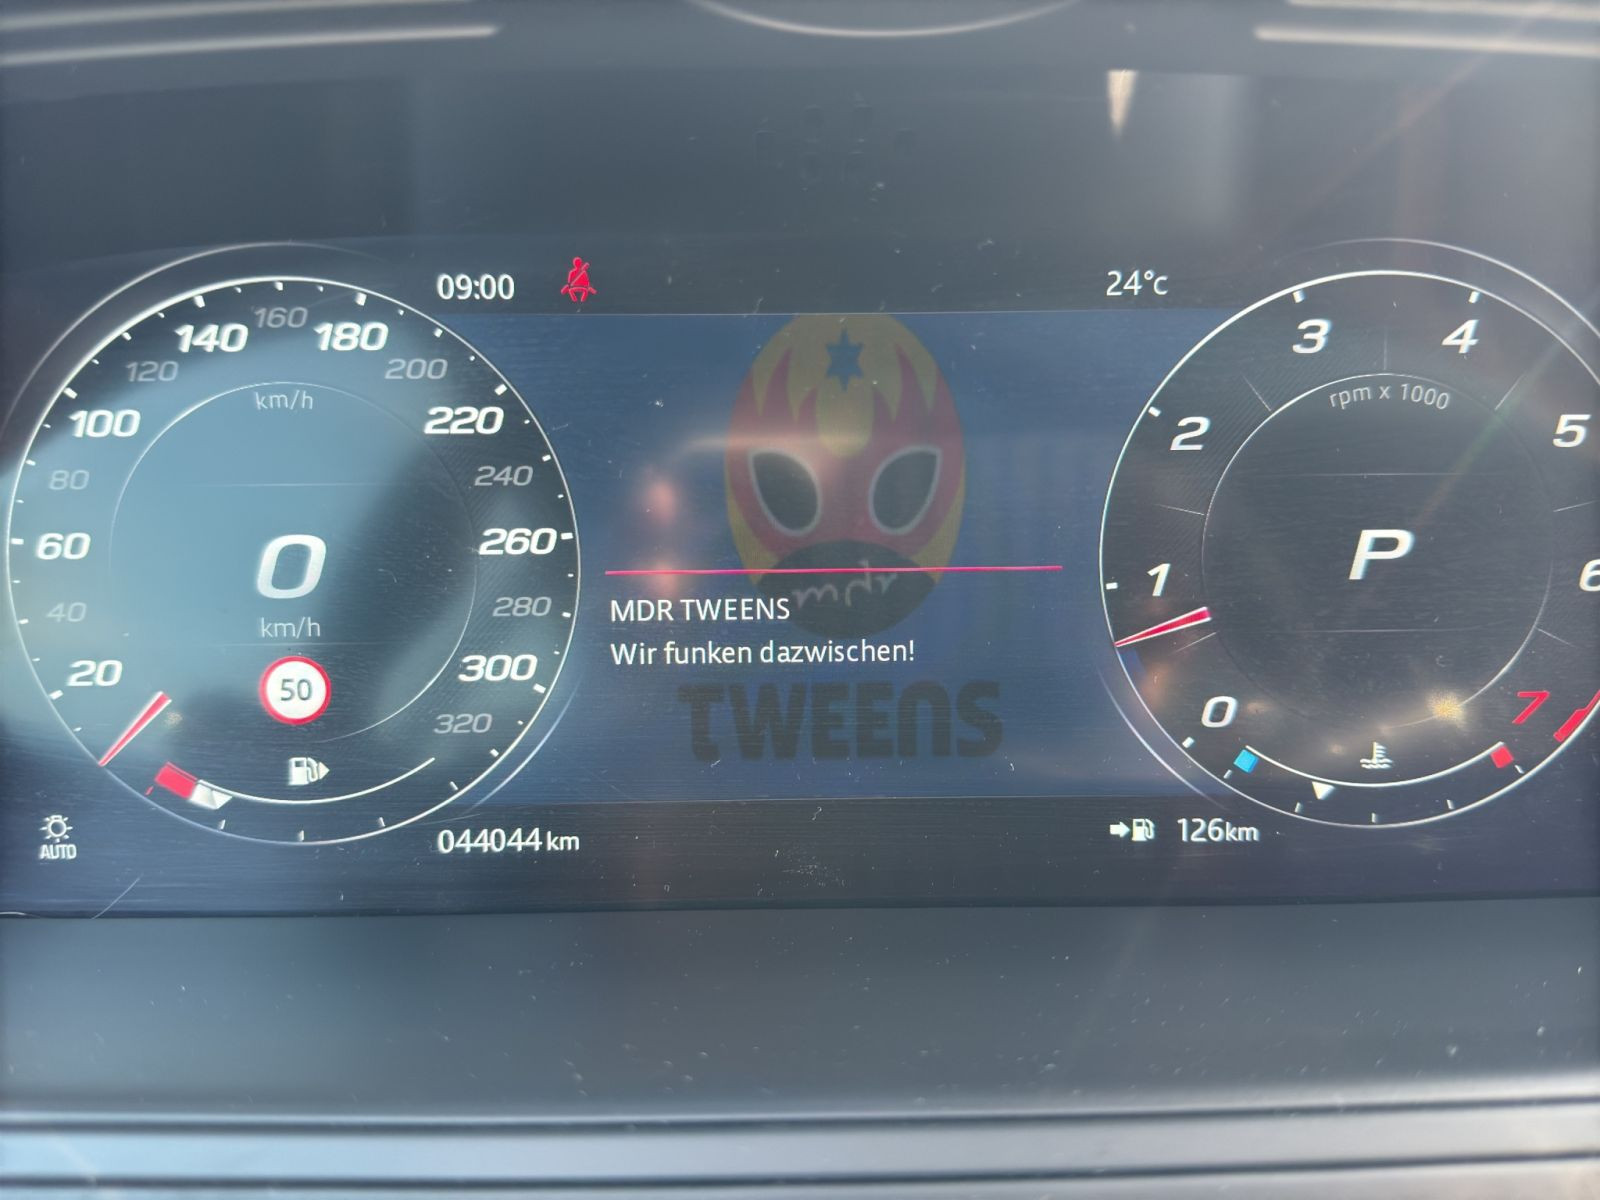 09:00
24°C
160
140 180
120 200
km/h
100 220
80 240
60 260
0
40 280
km/h
20 300
50
320
AUTO
044044 km
MDR TWEENS
Wir funken dazwischen!
mdr
TWEENS
3 4
rpm x 1000
2 5
P
1 6
0 7
126km